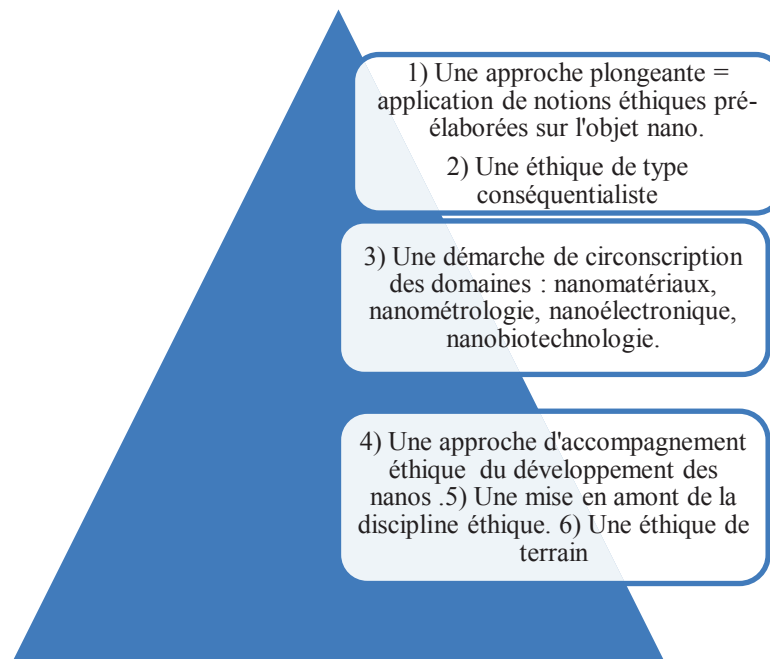 1) Une approche plongeante =
application de notions éthiques pré-
élaborées sur l'objet nano.
2) Une éthique de type
conséquentialiste
3) Une démarche de circonscription
des domaines : nanomatériaux,
nanométrologie, nanoélectronique,
nanobiotechnologie.
4) Une approche d'accompagnement
éthique du développement des
nanos .5) Une mise en amont de la
discipline éthique. 6) Une éthique de
terrain